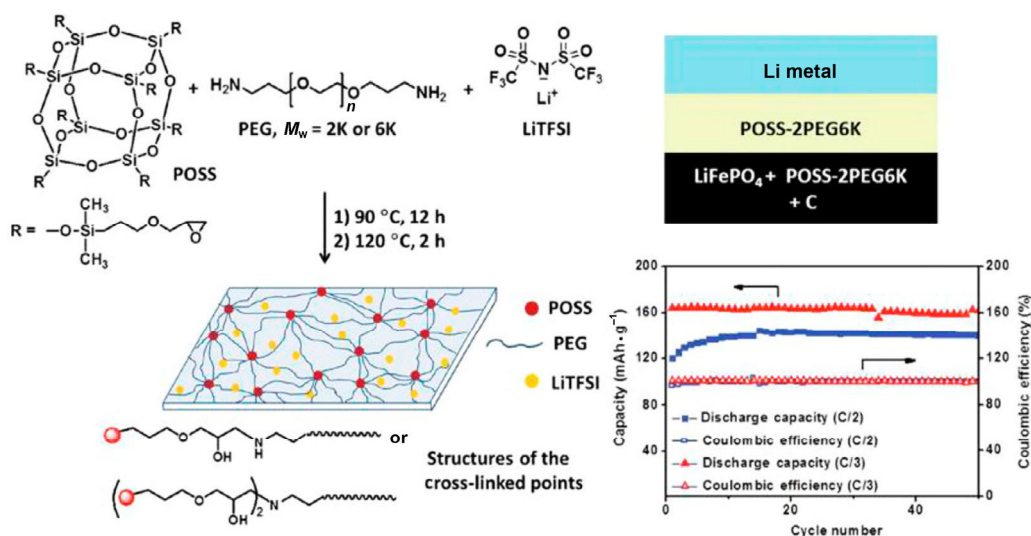 R
R
O
Si
O
Si
R
Si
O
Si
O
R
O
O
O
O
R
Si
O
Si
R
Si
O
Si
O
R
R
POSS
+
H₂N
O
O
n
NH₂
PEG, Mw = 2K or 6K
+
O
O
O
O
S
S
F₃C
N
CF₃
Li⁺
LiTFSI
R =
CH₃
O
Si
CH₃
O
O
1) 90 °C, 12 h
2) 120 °C, 2 h
POSS
PEG
LiTFSI
O
OH
N
H
or
( O
OH )2 N
Structures of the
cross-linked points
Li metal
POSS-2PEG6K
LiFePO₄ + POSS-2PEG6K
+ C
200
160
120
80
40
Capacity (mAh·g⁻¹)
200
160
120
80
40
0
Coulombic efficiency (%)
Discharge capacity (C/2)
Coulombic efficiency (C/2)
Discharge capacity (C/3)
Coulombic efficiency (C/3)
0 20 40
Cycle number